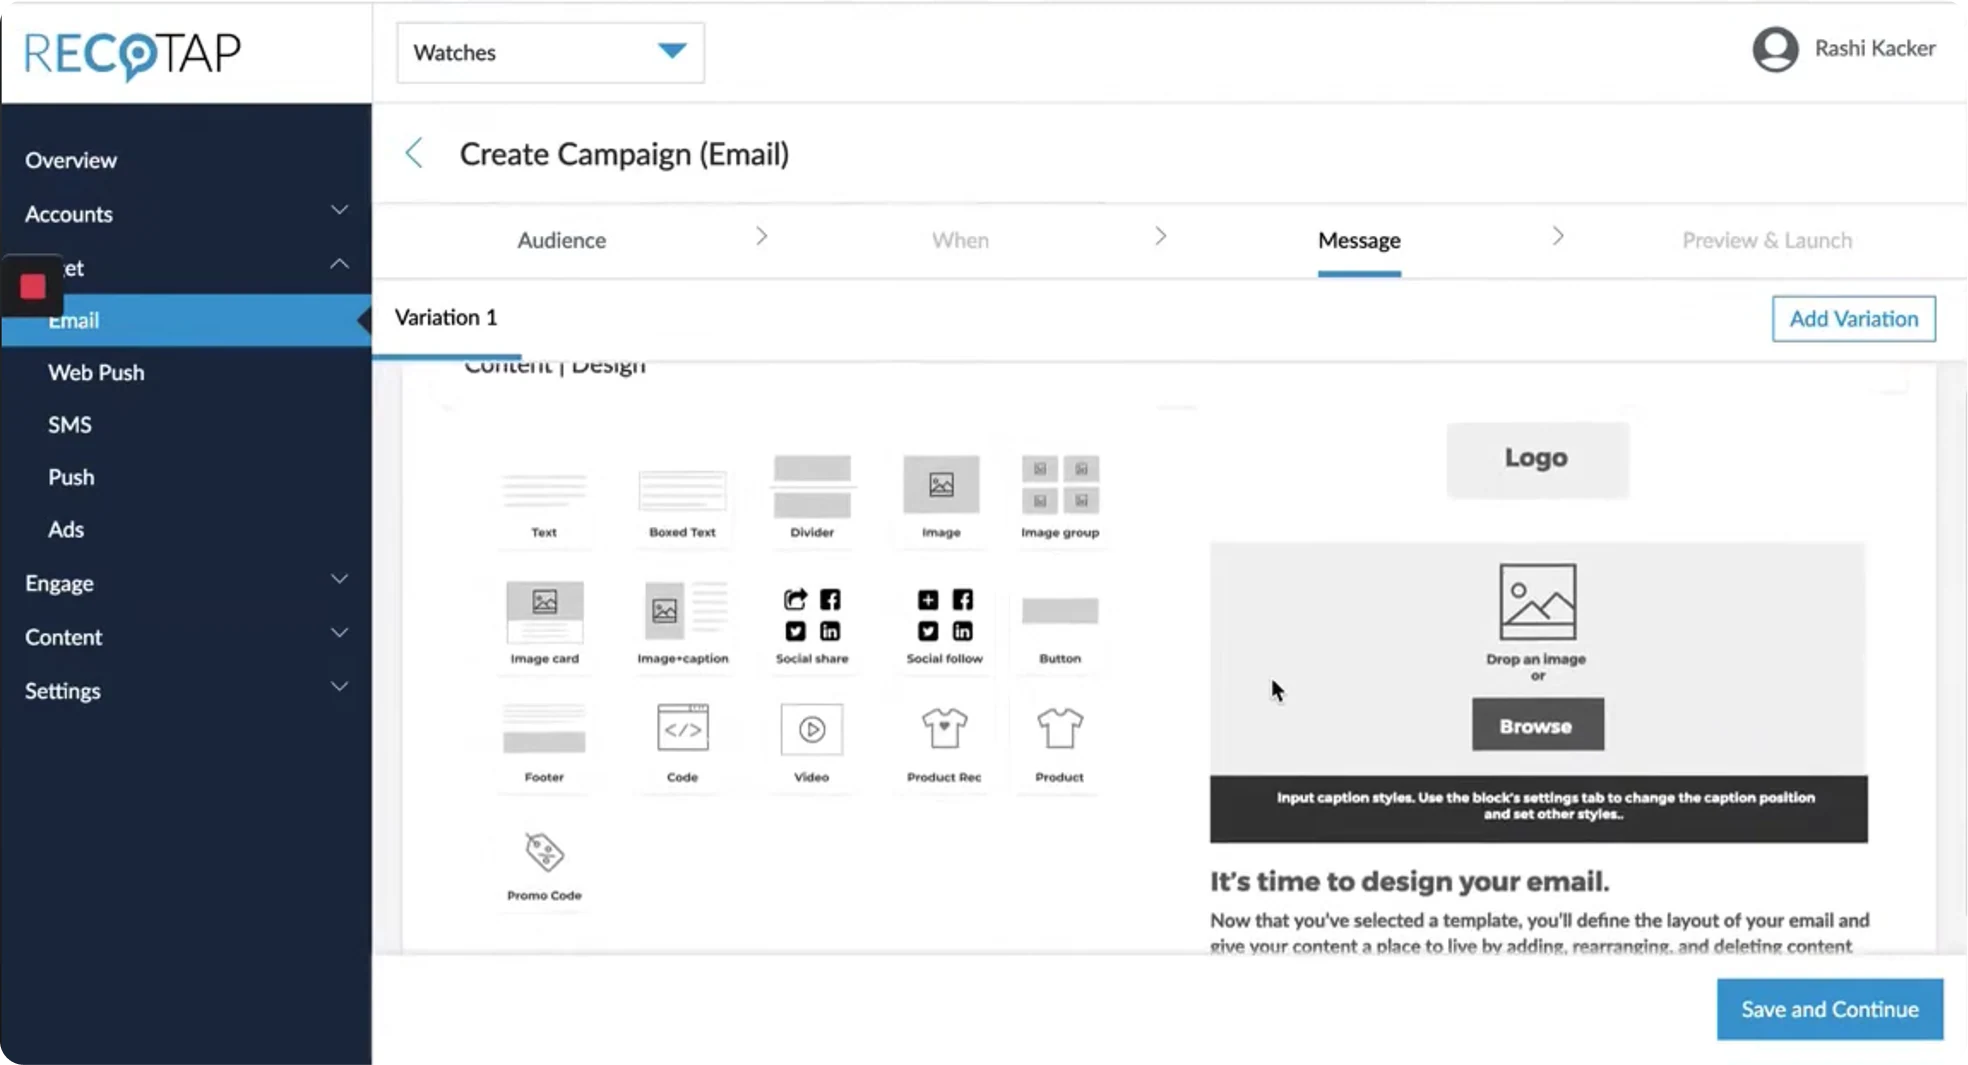 RECOTAP
Watches
Rashi Kacker
Overview
Accounts
Email
Web Push
SMS
Push
Ads
Engage
Content
Settings
Create Campaign (Email)
Audience
When
Message
Preview & Launch
Variation 1
Add Variation
Content | Design
Text
Boxed Text
Divider
Image
Image group
Image card
Image+caption
Social share
Social follow
Button
Footer
Code
Video
Product Rec
Product
Promo Code
Logo
Drop an image
or
Browse
Input caption styles. Use the block's settings tab to change the caption position
and set other styles..
It's time to design your email.
Now that you've selected a template, you'll define the layout of your email and
give your content a place to live by adding, rearranging, and deleting content
Save and Continue